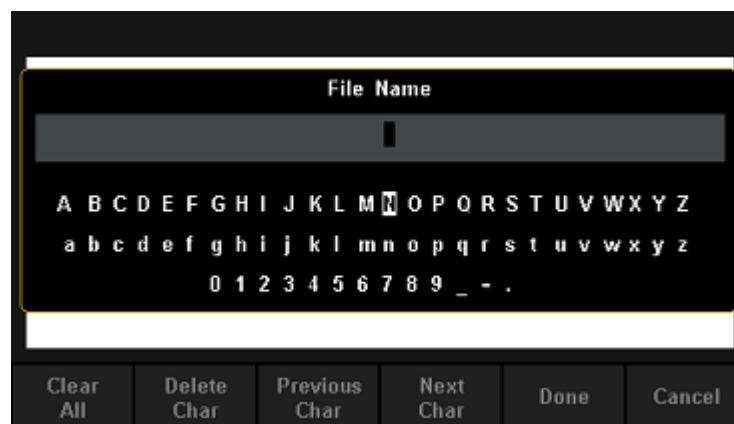 File Name
A B C D E F G H I J K L M N O P Q R S T U V W X Y Z
a b c d e f g h i j k l m n o p q r s t u v w x y z
0 1 2 3 4 5 6 7 8 9 _ - .
Clear All
Delete Char
Previous Char
Next Char
Done
Cancel